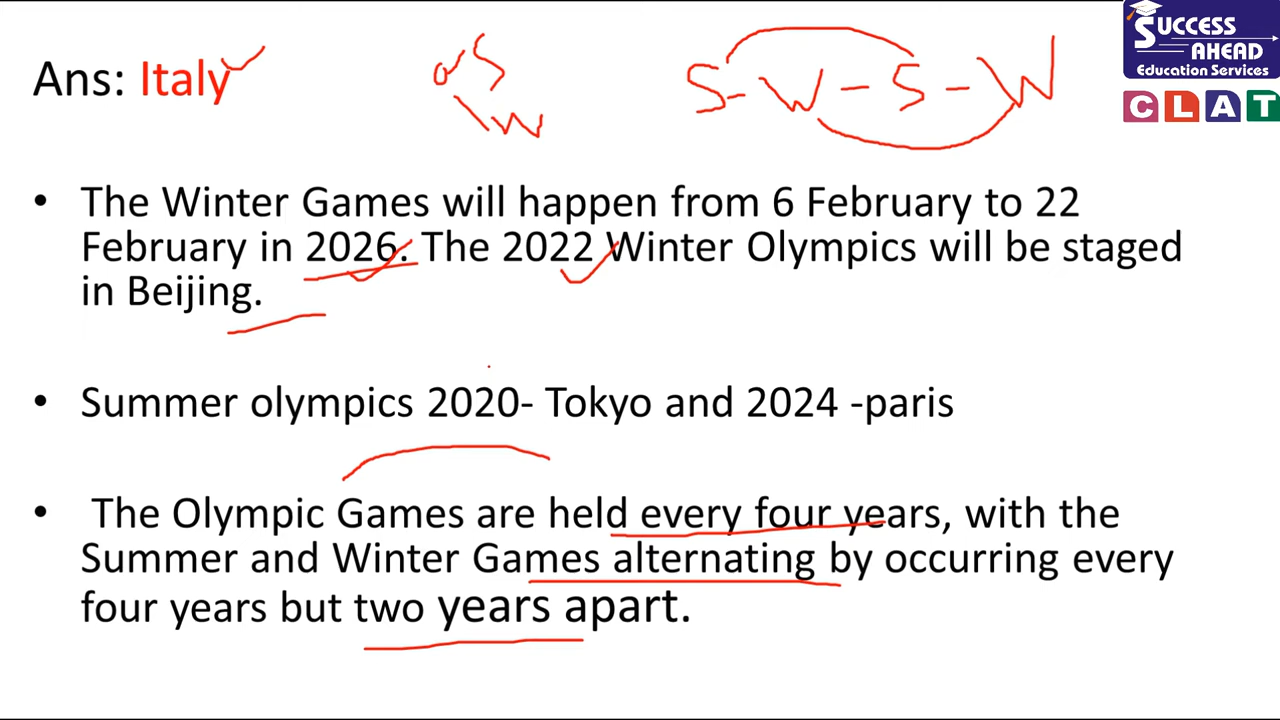 Ans: Italy
S
W
S - W - S - W
SUCCESS
AHEAD
Education Services
CLAT
• The Winter Games will happen from 6 February to 22
February in 2026. The 2022 Winter Olympics will be staged
in Beijing.
• Summer olympics 2020- Tokyo and 2024 -paris
• The Olympic Games are held every four years, with the
Summer and Winter Games alternating by occurring every
four years but two years apart.